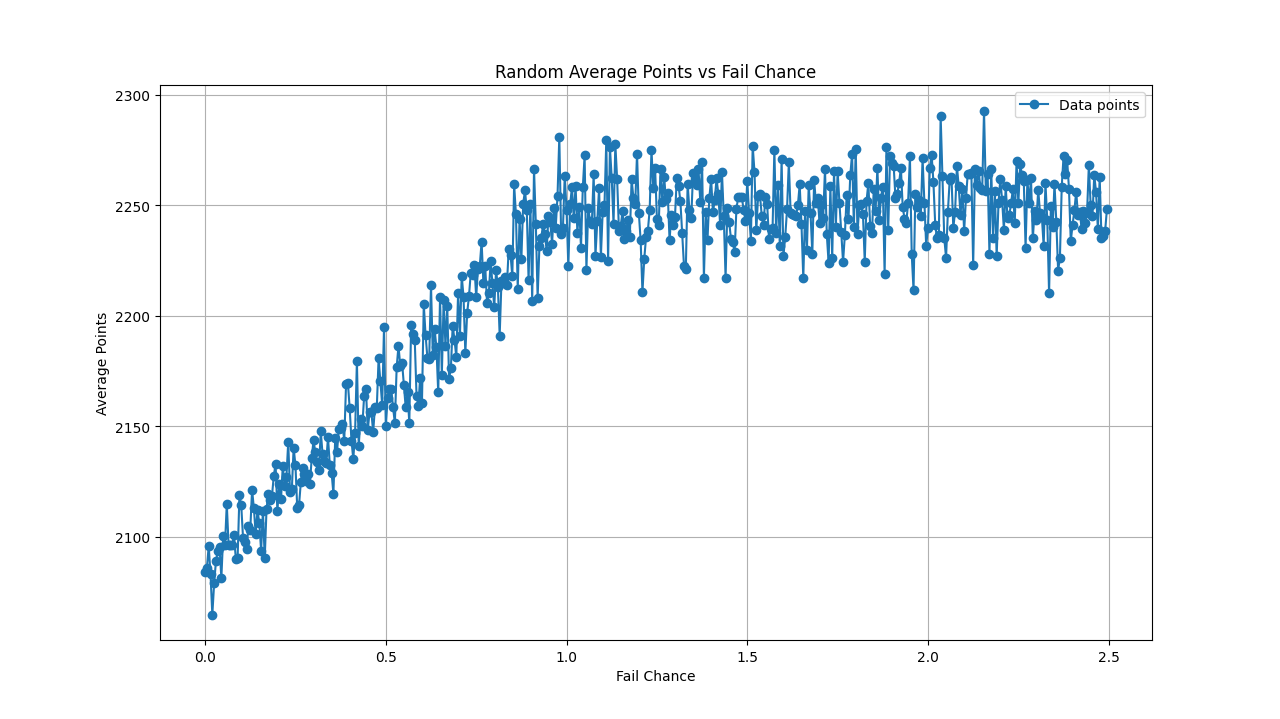 Random Average Points vs Fail Chance
Data points
2300
2250
2200
2150
2100
Average Points
0.0 0.5 1.0 1.5 2.0 2.5
Fail Chance